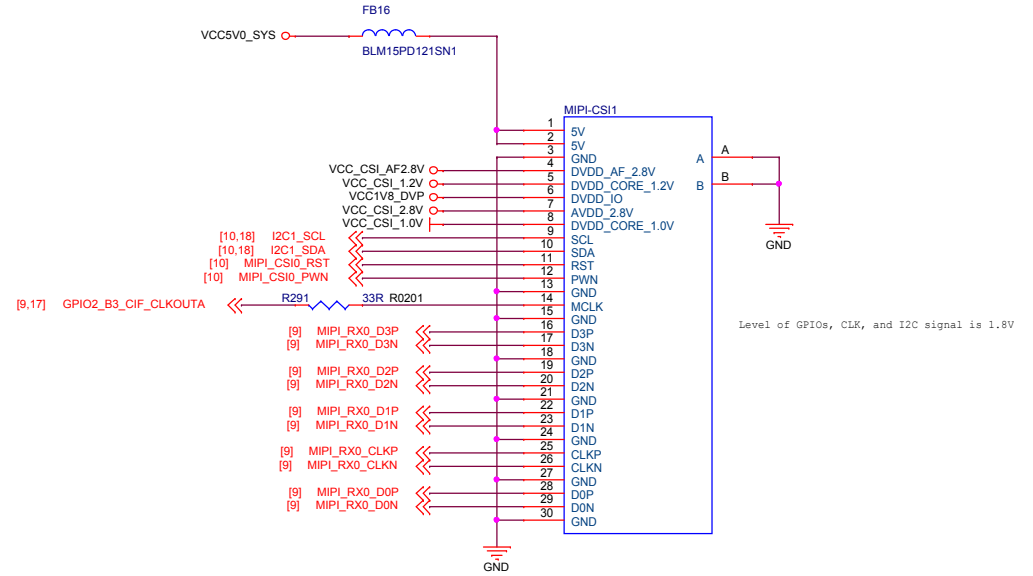 FB16
VCC5V0_SYS
BLM15PD121SN1
MIPI-CSI1
1 5V
2 5V
3 GND
VCC_CSI_AF2.8V 4 DVDD_AF_2.8V
VCC_CSI_1.2V 5 DVDD_CORE_1.2V
VCC1V8_DVP 6 DVDD_IO
VCC_CSI_2.8V 7 AVDD_2.8V
VCC_CSI_1.0V 8 DVDD_CORE_1.0V
[10,18] I2C1_SCL 9 SCL
[10,18] I2C1_SDA 10 SDA
[10] MIPI_CSI0_RST 11 RST
[10] MIPI_CSI0_PWN 12 PWN
13 GND
[9,17] GPIO2_B3_CIF_CLKOUTA R291 33R R0201 14 MCLK
15 GND
[9] MIPI_RX0_D3P 16 D3P
[9] MIPI_RX0_D3N 17 D3N
18 GND
[9] MIPI_RX0_D2P 19 D2P
[9] MIPI_RX0_D2N 20 D2N
21 GND
[9] MIPI_RX0_D1P 22 D1P
[9] MIPI_RX0_D1N 23 D1N
24 GND
[9] MIPI_RX0_CLKP 25 CLKP
[9] MIPI_RX0_CLKN 26 CLKN
27 GND
[9] MIPI_RX0_D0P 28 D0P
[9] MIPI_RX0_D0N 29 D0N
30 GND
GND
A A
B B
GND
Level of GPIOs, CLK, and I2C signal is 1.8V